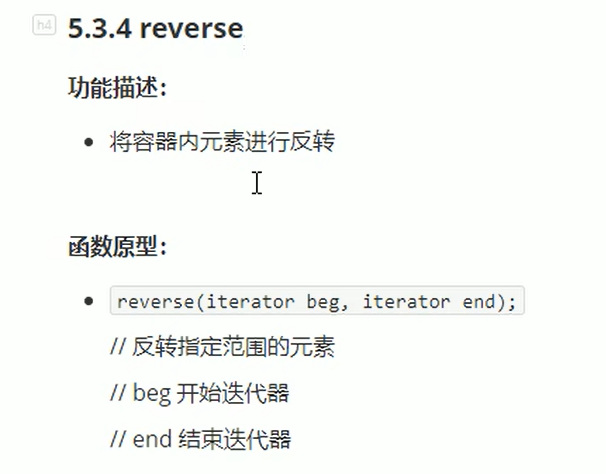 h4 5.3.4 reverse
功能描述：
• 将容器内元素进行反转
函数原型：
• reverse(iterator beg, iterator end);
// 反转指定范围的元素
// beg 开始迭代器
// end 结束迭代器